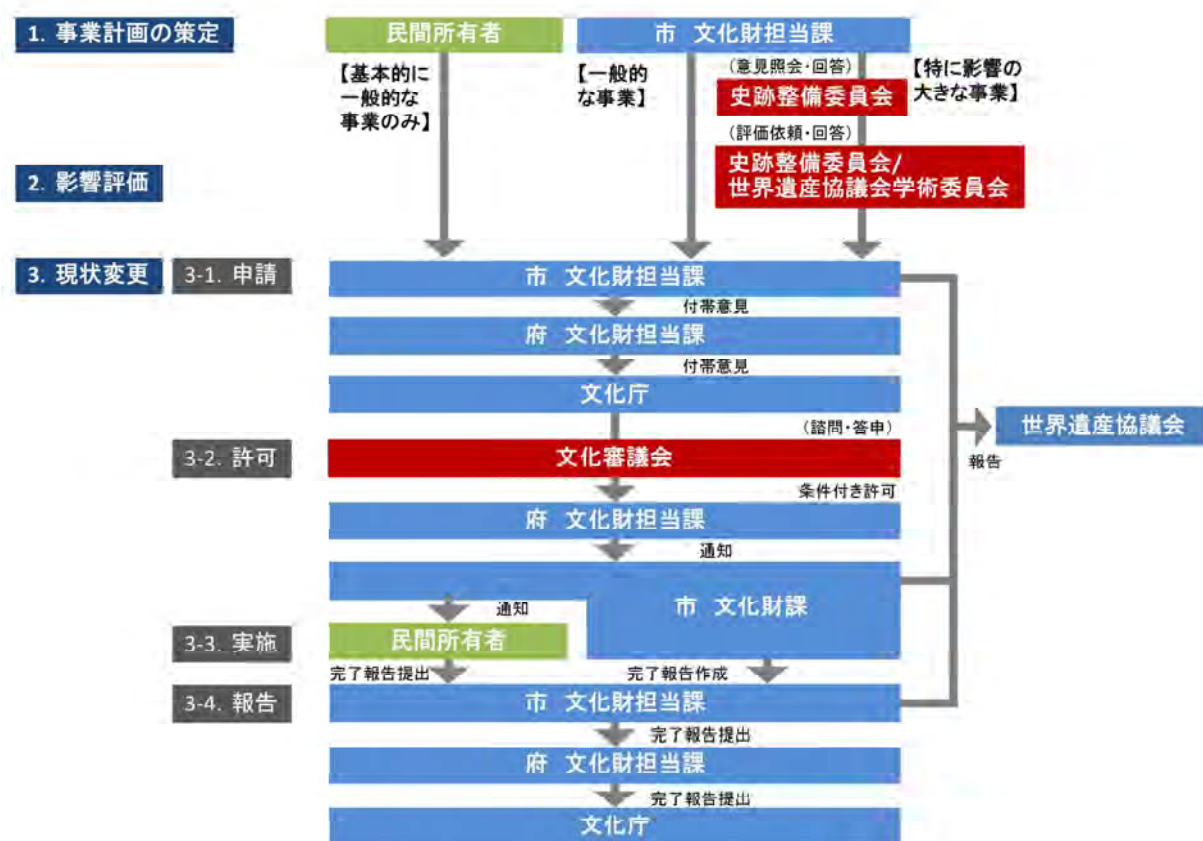 1. 事業計画の策定
民間所有者
市 文化財担当課
【基本的に
一般的な
事業のみ】
【一般的
な事業】
(意見照会・回答)
史跡整備委員会
【特に影響の
大きな事業】
(評価依頼・回答)
2. 影響評価
史跡整備委員会/
世界遺産協議会学術委員会
3. 現状変更
3-1. 申請
市 文化財担当課
付帯意見
府 文化財担当課
付帯意見
文化庁
(諮問・答申)
世界遺産協議会
報告
3-2. 許可
文化審議会
条件付き許可
府 文化財担当課
通知
市 文化財課
通知
3-3. 実施
民間所有者
完了報告提出
完了報告作成
3-4. 報告
市 文化財担当課
完了報告提出
府 文化財担当課
完了報告提出
文化庁